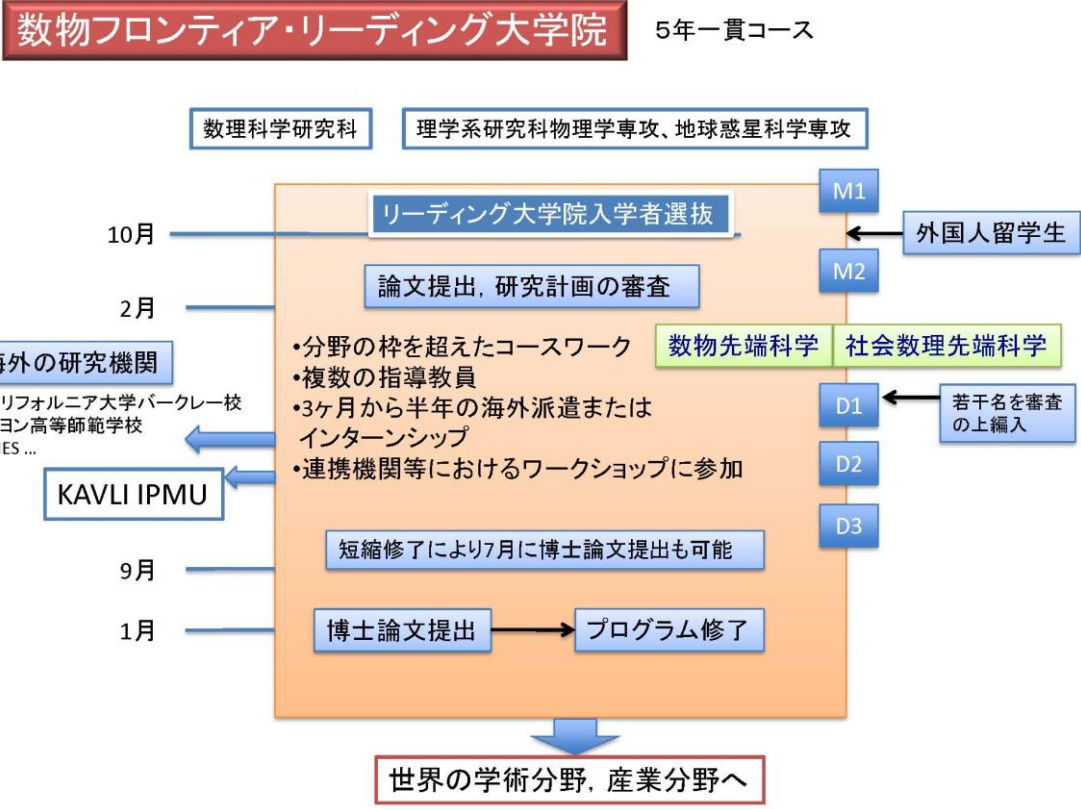 数物フロンティア・リーディング大学院
5年一貫コース
数理科学研究科
理学系研究科物理学専攻、地球惑星科学専攻
M1
リーディング大学院入学者選抜
10月
外国人留学生
M2
論文提出, 研究計画の審査
2月
数物先端科学
社会数理先端科学
外の研究機関
リフォルニア大学バークレー校
ヨン高等師範学校
ES ...
KAVLI IPMU
•分野の枠を超えたコースワーク
•複数の指導教員
•3ヶ月から半年の海外派遣または
インターンシップ
•連携機関等におけるワークショップに参加
D1
若干名を審査
の上編入
D2
D3
短縮修了により7月に博士論文提出も可能
9月
1月
博士論文提出
プログラム修了
世界の学術分野, 産業分野へ